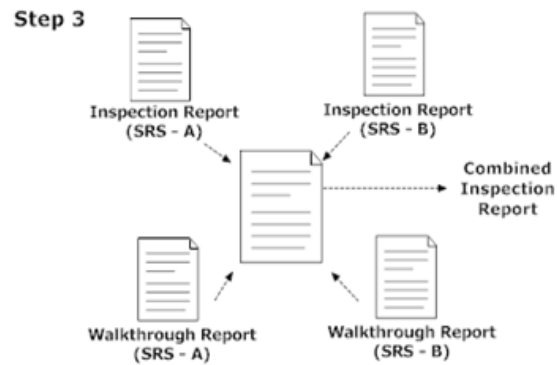 Step 3
Inspection Report
(SRS - A)
Inspection Report
(SRS - B)
Combined
Inspection
Report
Walkthrough Report
(SRS - A)
Walkthrough Report
(SRS - B)